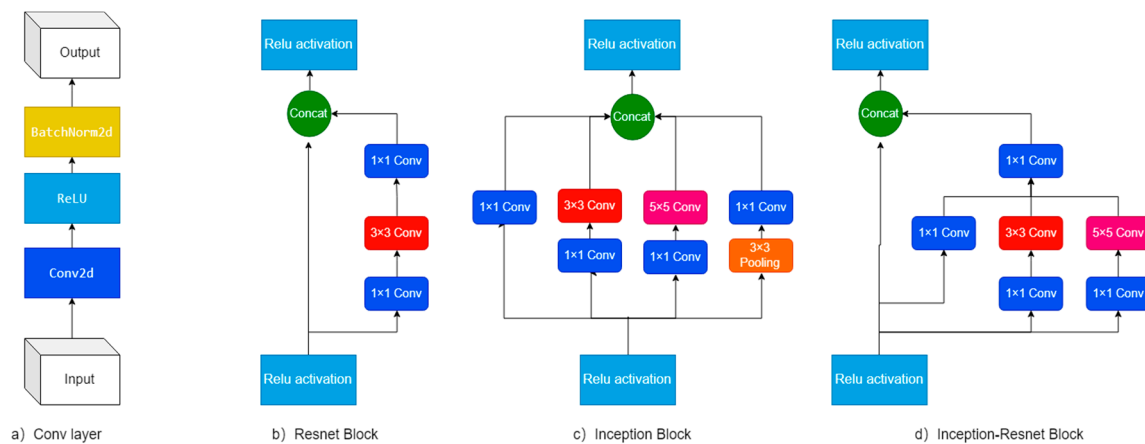 Output
BatchNorm2d
ReLU
Conv2d
Input
a) Conv layer
Relu activation
Concat
1×1 Conv
3×3 Conv
1×1 Conv
Relu activation
b) Resnet Block
Relu activation
Concat
1×1 Conv
3×3 Conv
5×5 Conv
1×1 Conv
1×1 Conv
1×1 Conv
3×3
Pooling
Relu activation
c) Inception Block
Relu activation
Concat
1×1 Conv
1×1 Conv
3×3 Conv
5×5 Conv
1×1 Conv
1×1 Conv
Relu activation
d) Inception-Resnet Block